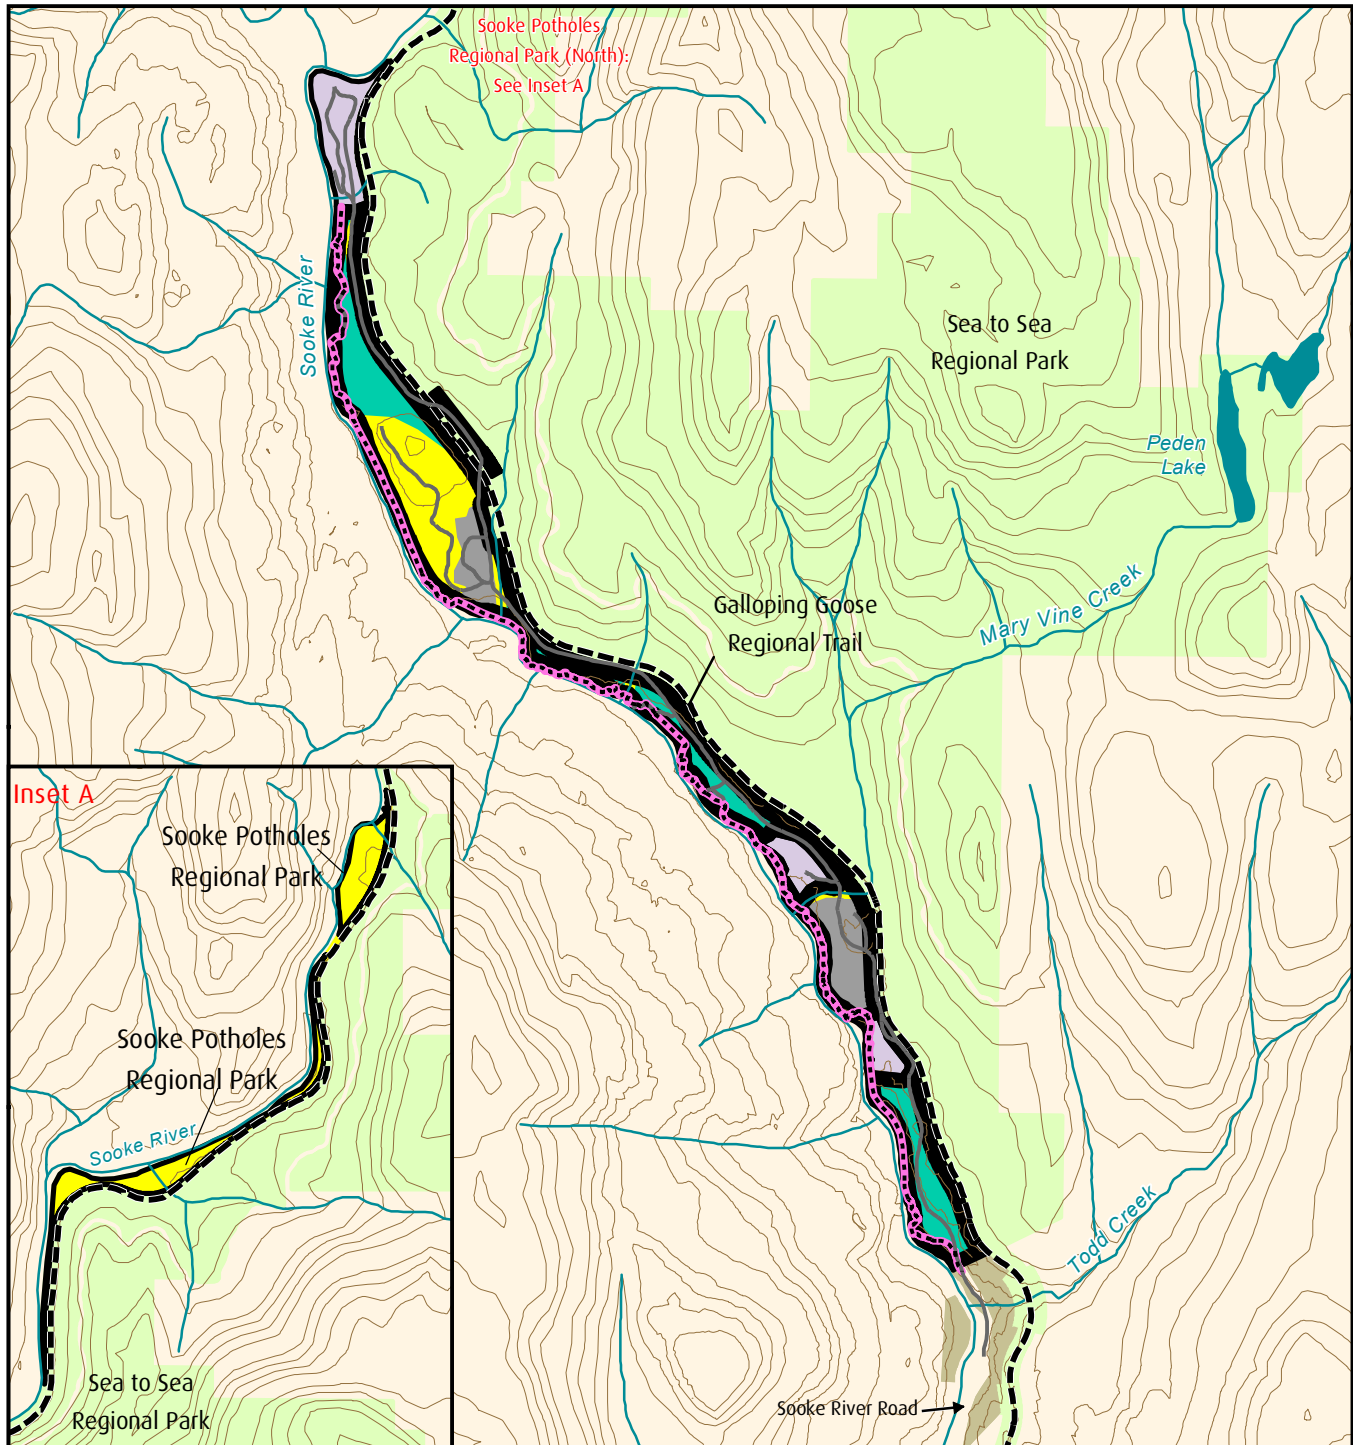 Sooke Potholes
Regional Park (North):
See Inset A
Sooke River
Sea to Sea
Regional Park
Peden
Lake
Galloping Goose
Regional Trail
Mary Vine Creek
Inset A
Sooke Potholes
Regional Park
Sooke Potholes
Regional Park
Sooke River
Todd Creek
Sea to Sea
Regional Park
Sooke River Road